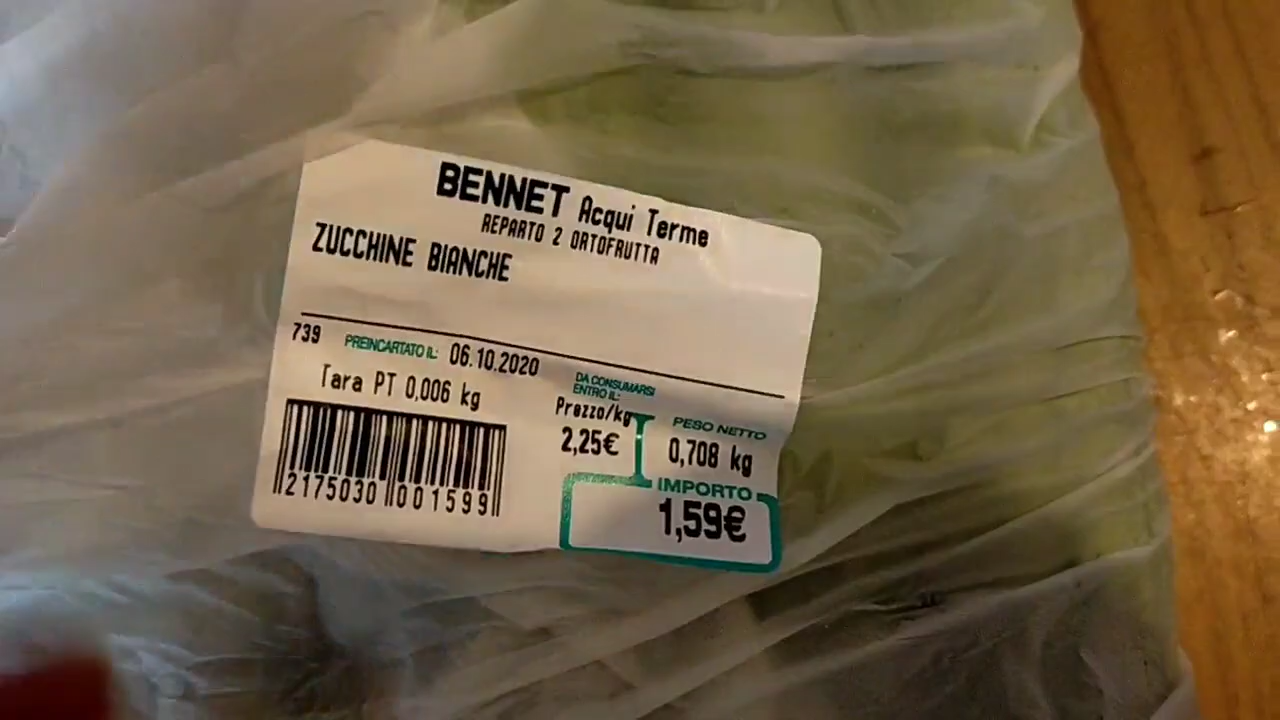 BENNET Acqui Terme
REPARTO 2 ORTOFRUTTA
ZUCCHINE BIANCHE
739 PREINCARTATO IL: 06.10.2020
DA CONSUMARSI
ENTRO IL:
Tara PT 0,006 kg
Prezzo/kg
2,25€
PESO NETTO
0,708 kg
2175030 001599
IMPORTO
1,59€